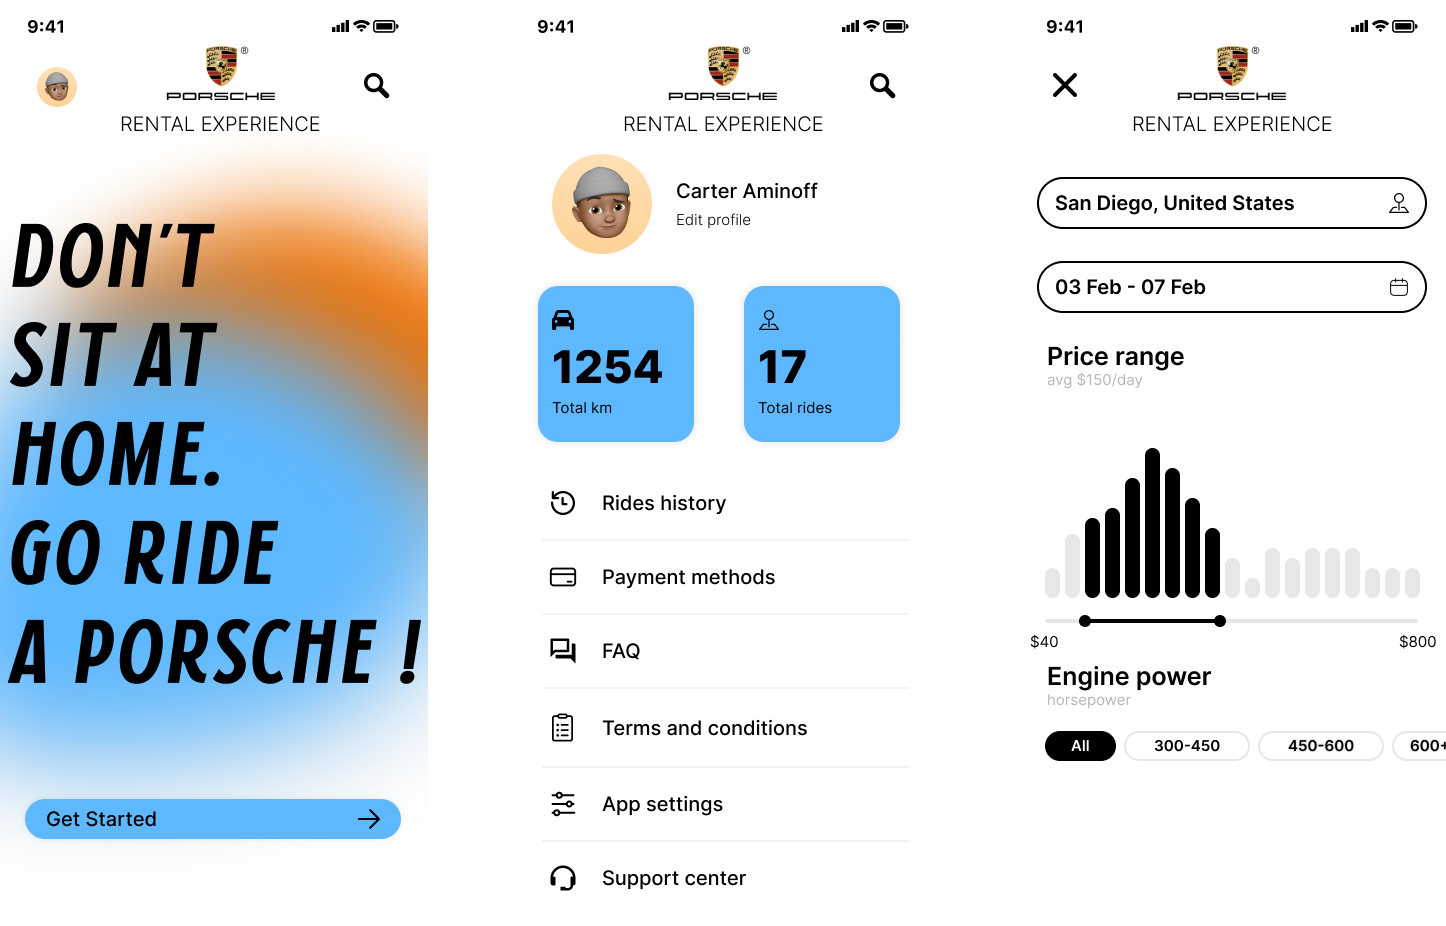 9:41
PORSCHE
®
PORSCHE
RENTAL EXPERIENCE
DON'T
SIT AT
HOME.
GO RIDE
A PORSCHE !
Get Started
9:41
PORSCHE
®
PORSCHE
RENTAL EXPERIENCE
Carter Aminoff
Edit profile
1254
Total km
17
Total rides
Rides history
Payment methods
FAQ
Terms and conditions
App settings
Support center
9:41
PORSCHE
®
PORSCHE
RENTAL EXPERIENCE
San Diego, United States
03 Feb - 07 Feb
Price range
avg $150/day
$40 $800
Engine power
horsepower
All 300-450 450-600 600+